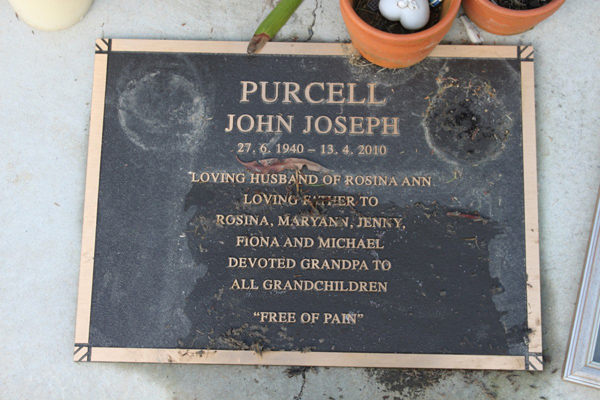 PURCELL
JOHN JOSEPH
27. 6. 1940 – 13. 4. 2010
LOVING HUSBAND OF ROSINA ANN
LOVING FATHER TO
ROSINA, MARYANN, JENNY,
FIONA AND MICHAEL
DEVOTED GRANDPA TO
ALL GRANDCHILDREN
“FREE OF PAIN”